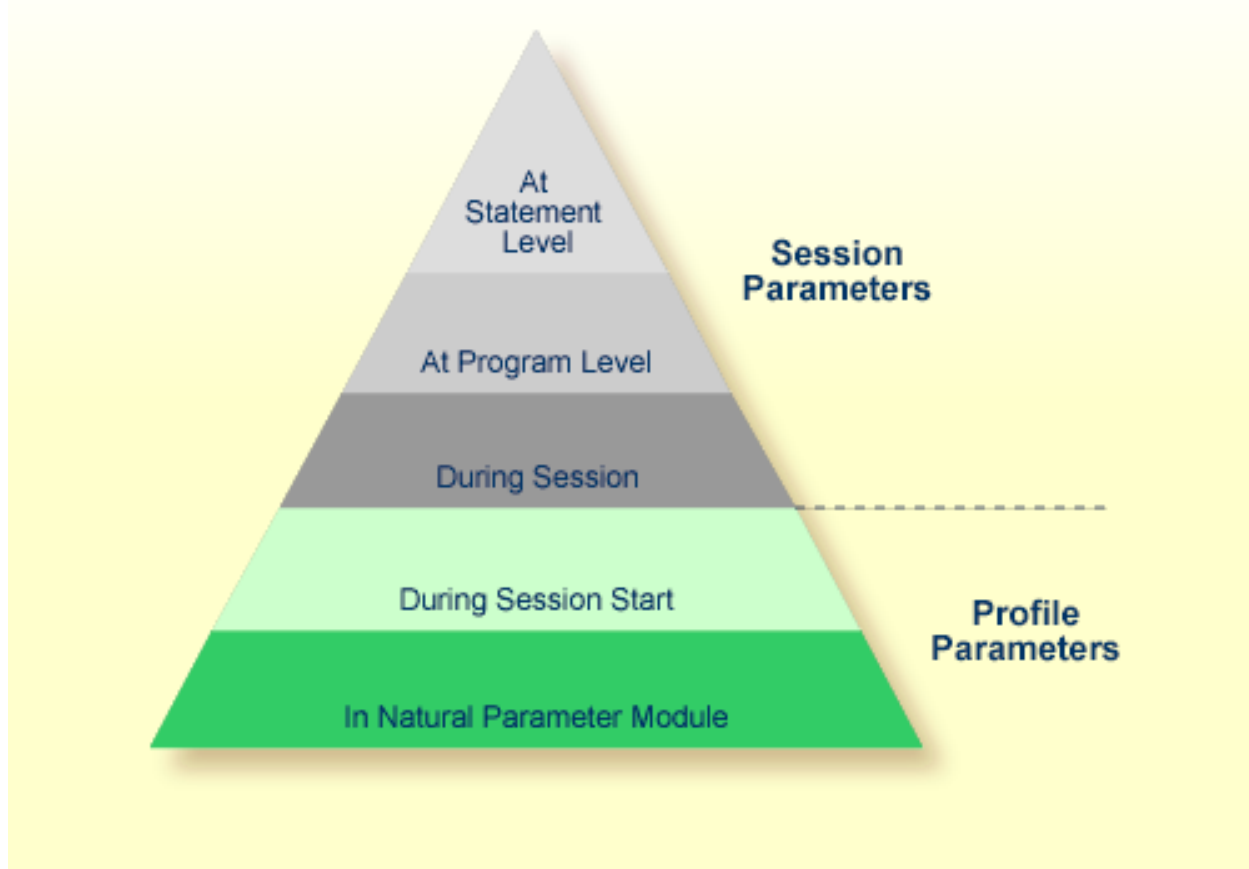 At
Statement
Level
Session
Parameters
At Program Level
During Session
During Session Start
Profile
Parameters
In Natural Parameter Module